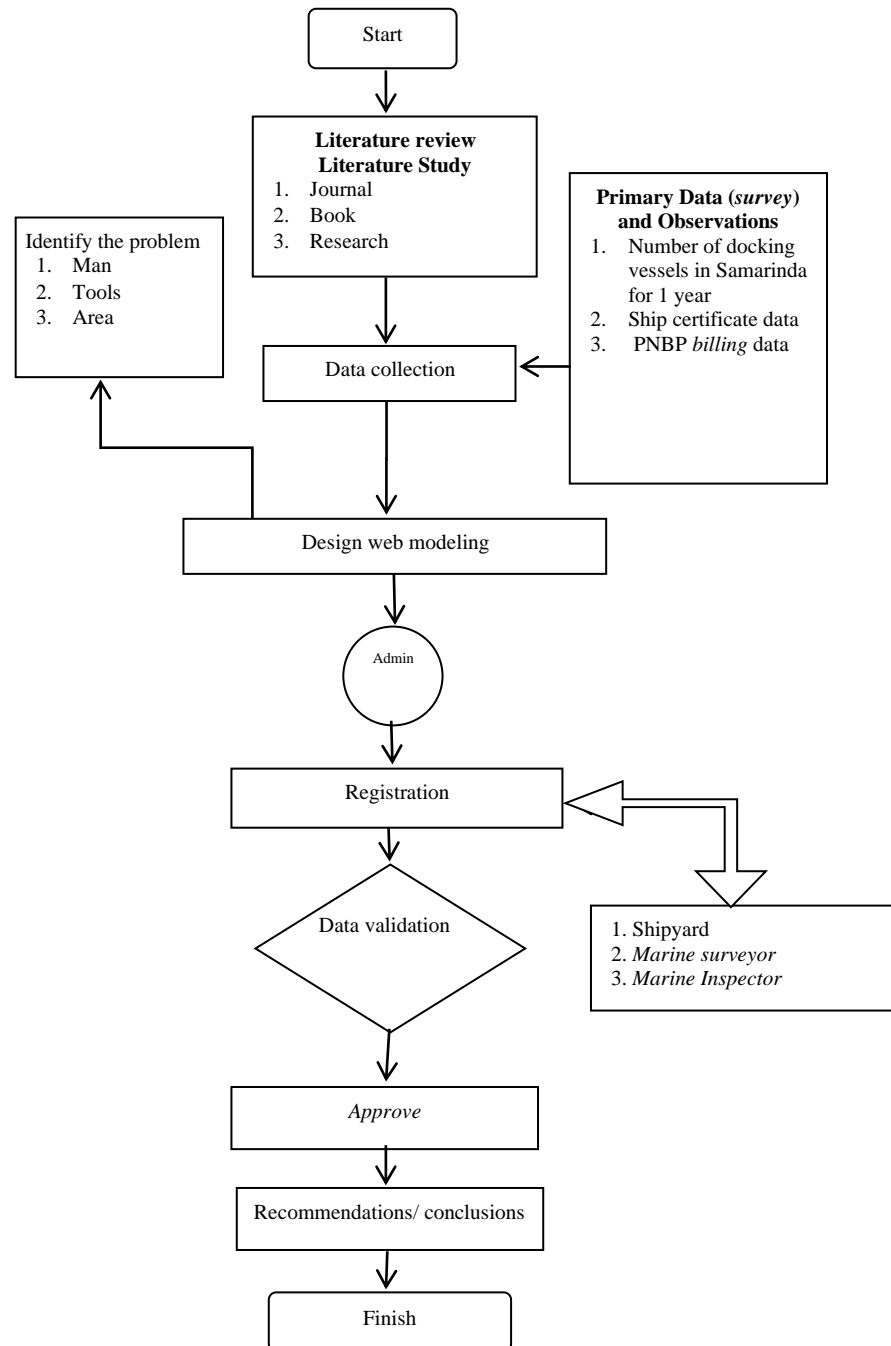 Start
Literature review
Literature Study
1. Journal
2. Book
3. Research
Primary Data (survey)
and Observations
1. Number of docking
vessels in Samarinda
for 1 year
2. Ship certificate data
3. PNBP billing data
Identify the problem
1. Man
2. Tools
3. Area
Data collection
Design web modeling
Admin
Registration
Data validation
1. Shipyard
2. Marine surveyor
3. Marine Inspector
Approve
Recommendations/ conclusions
Finish